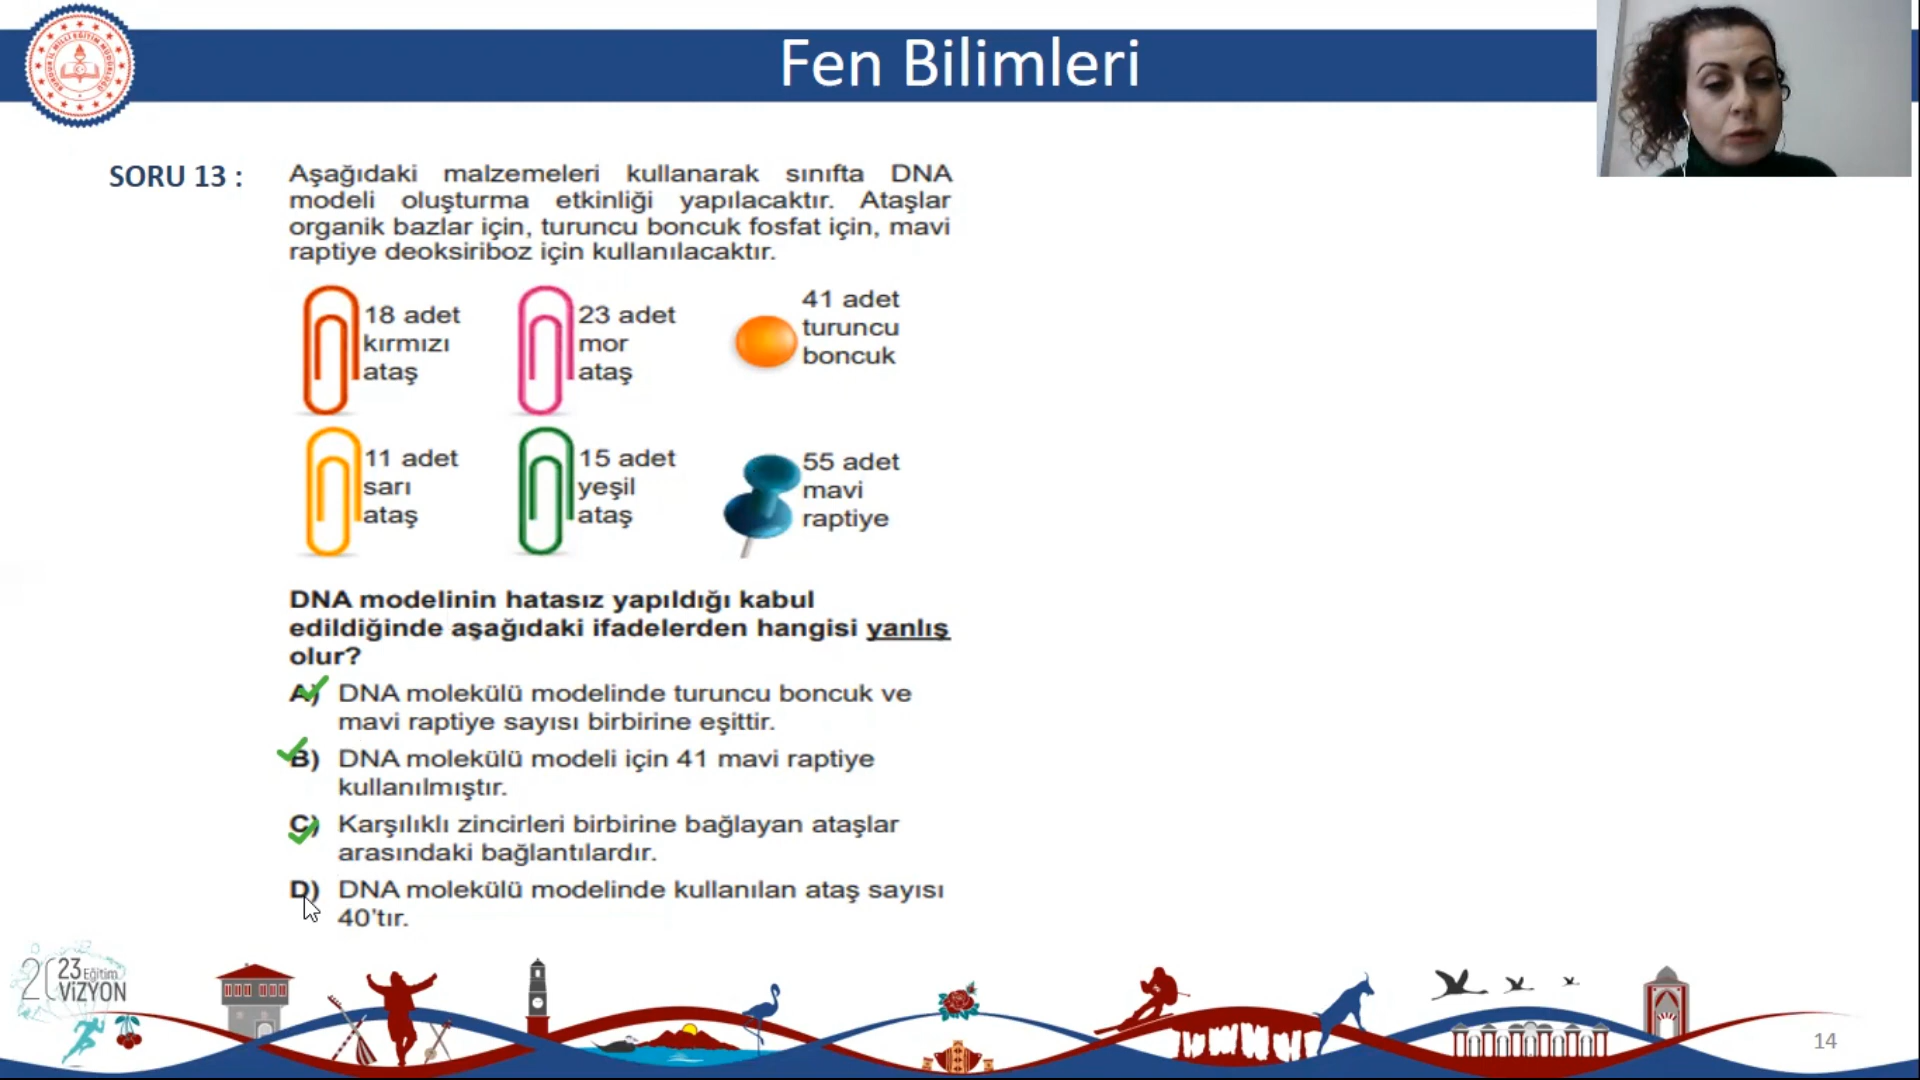 Fen Bilimleri
SORU 13 :
Aşağıdaki malzemeleri kullanarak sınıfta DNA
modeli oluşturma etkinliği yapılacaktır. Ataşlar
organik bazlar için, turuncu boncuk fosfat için, mavi
raptiye deoksiriboz için kullanılacaktır.
18 adet
kırmızı
ataş
23 adet
mor
ataş
41 adet
turuncu
boncuk
11 adet
sarı
ataş
15 adet
yeşil
ataş
55 adet
mavi
raptiye
DNA modelinin hatasız yapıldığı kabul
edildiğinde aşağıdaki ifadelerden hangisi yanlış
olur?
A) DNA molekülü modelinde turuncu boncuk ve
mavi raptiye sayısı birbirine eşittir.
B) DNA molekülü modeli için 41 mavi raptiye
kullanılmıştır.
C) Karşılıklı zincirleri birbirine bağlayan ataşlar
arasındaki bağlantılardır.
D) DNA molekülü modelinde kullanılan ataş sayısı
40'tır.
2023 Eğitim
VİZYON
14